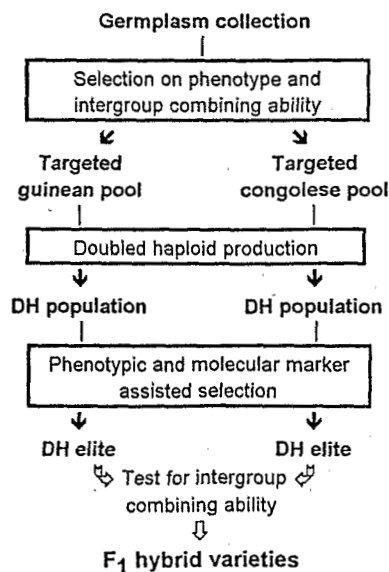 Germplasm collection
Selection on phenotype and
intergroup combining ability
Targeted
guinean pool
Targeted
congolese pool
Doubled haploid production
DH population
DH population
Phenotypic and molecular marker
assisted selection
DH elite
DH elite
Test for intergroup
combining ability
F₁ hybrid varieties